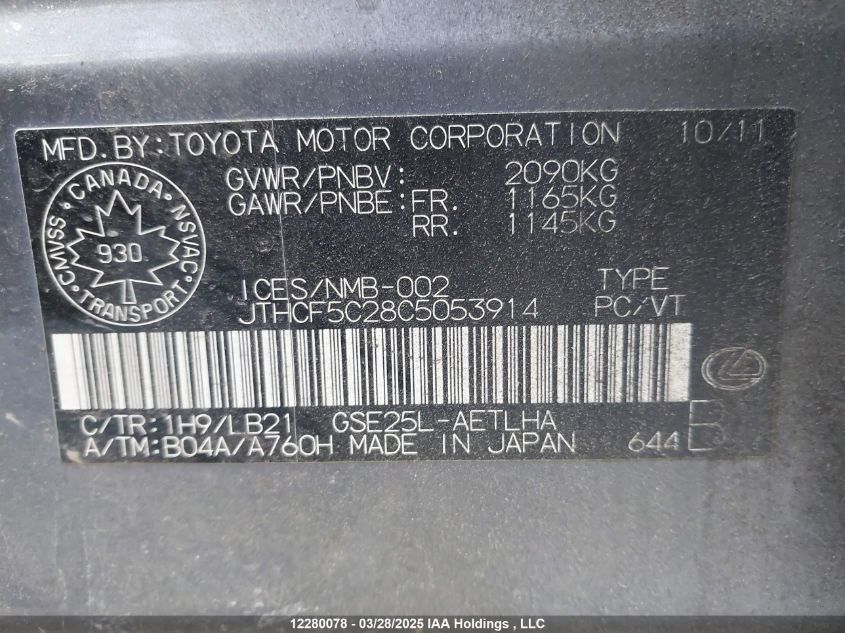 MFD.BY:TOYOTA MOTOR CORPORATION 10/11
GVWR/PNBV: 2090KG
GAWR/PNBE:FR. 1165KG
RR. 1145KG
CANADA
CMVSS 930 NSVAC
TRANSPORT
ICES/NMB-002 TYPE
JTHCF5C28C5053914 PC/VT
C/TR:1H9/LB21 GSE25L-AETLHA
A/TM:B04A/A760H MADE IN JAPAN 644 B
12280078 - 03/28/2025 IAA Holdings , LLC